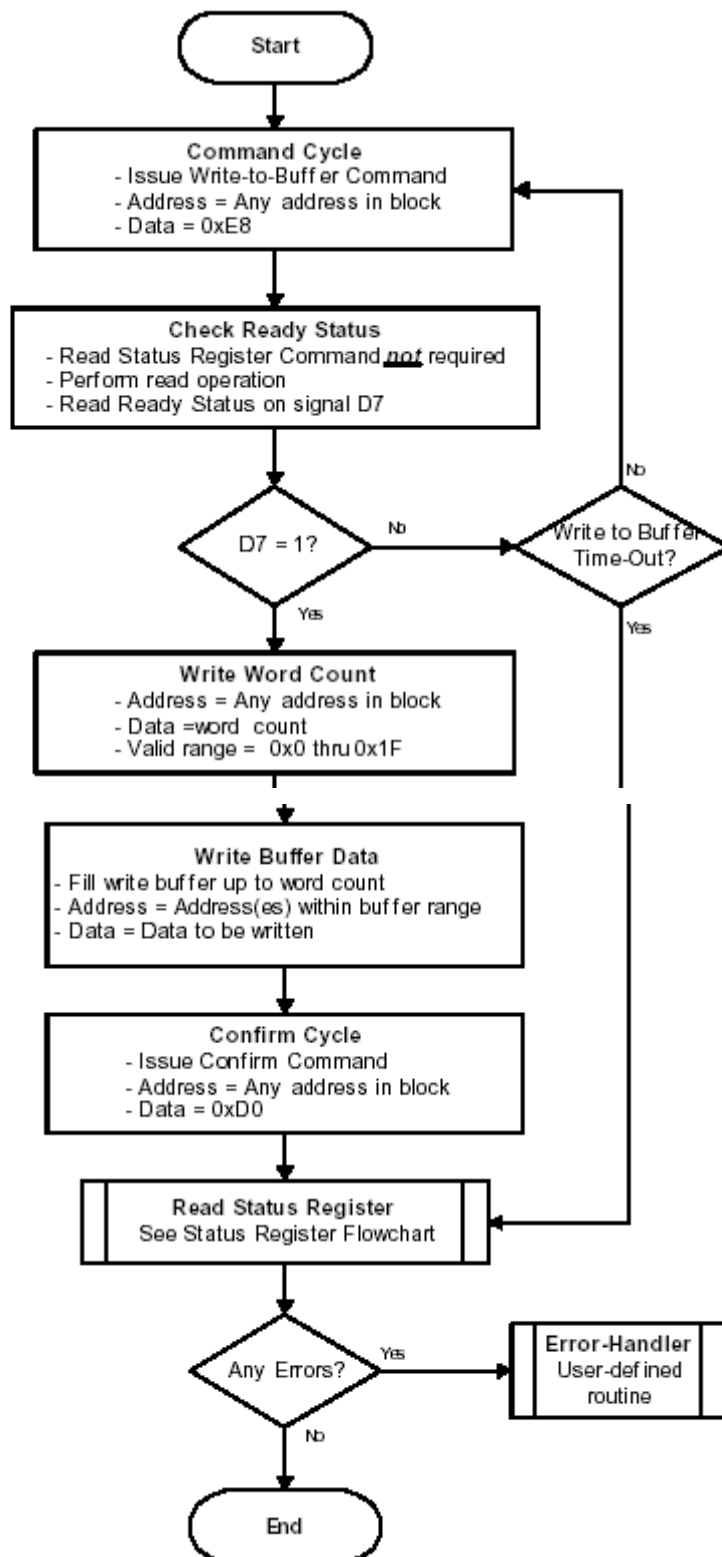 Start
Command Cycle
- Issue Write-to-Buffer Command
- Address = Any address in block
- Data = 0xE8
Check Ready Status
- Read Status Register Command not required
- Perform read operation
- Read Ready Status on signal D7
No
D7 = 1?
No
Write to Buffer
Time-Out?
Yes
Yes
Write Word Count
- Address = Any address in block
- Data =word count
- Valid range = 0x0 thru 0x1F
Write Buffer Data
- Fill write buffer up to word count
- Address = Address(es) within buffer range
- Data = Data to be written
Confirm Cycle
- Issue Confirm Command
- Address = Any address in block
- Data = 0xD0
Read Status Register
See Status Register Flowchart
Any Errors?
Yes
Error-Handler
User-defined
routine
No
End